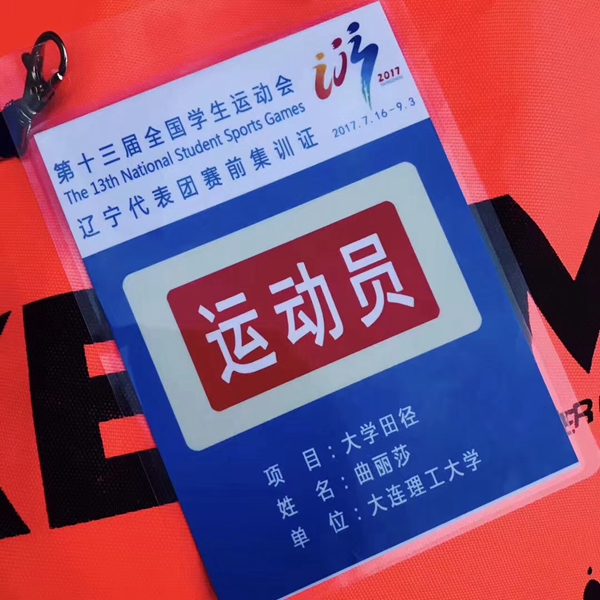 2017
第十三届全国学生运动会
The 13th National Student Sports Games
辽宁代表团赛前集训证
2017.7.16-9.3
运动员
项 目：大学田径
姓 名：曲丽莎
单 位：大连理工大学